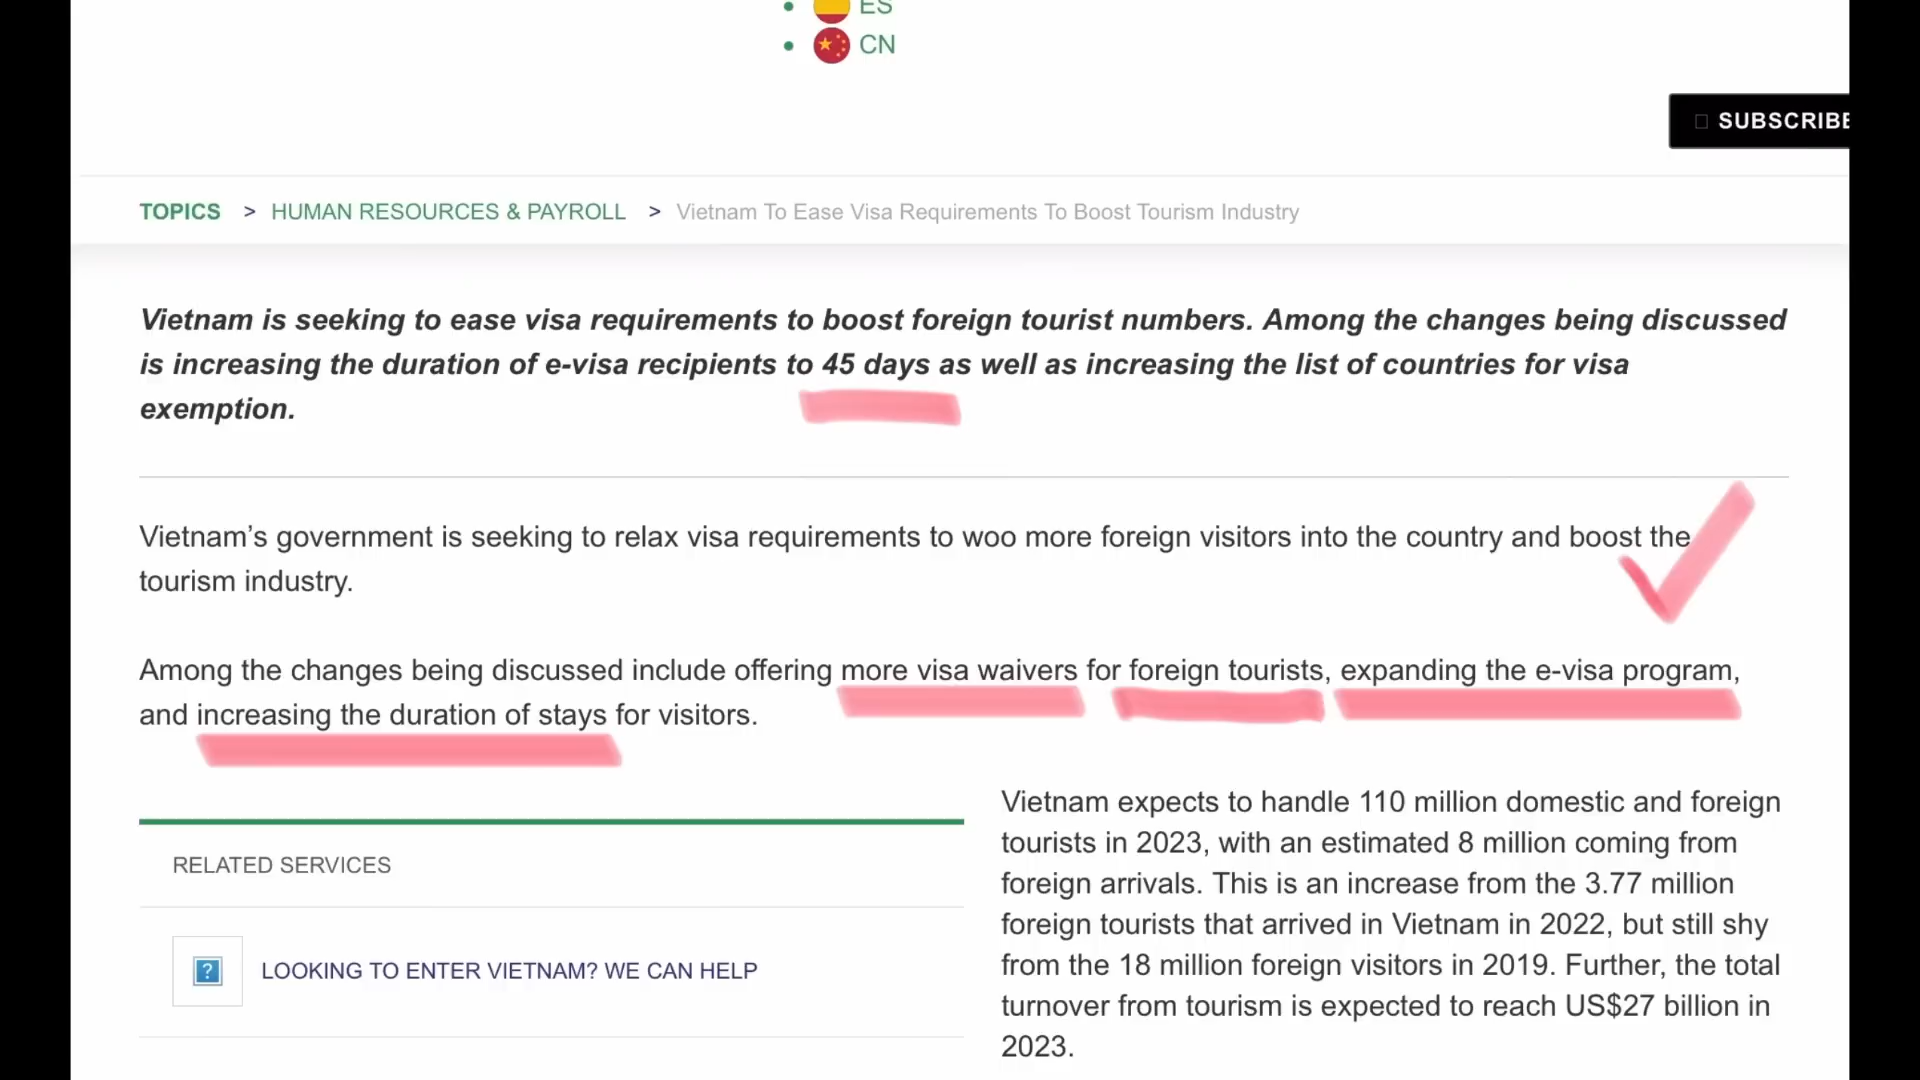 ES
CN
SUBSCRIBE
TOPICS > HUMAN RESOURCES & PAYROLL > Vietnam To Ease Visa Requirements To Boost Tourism Industry
Vietnam is seeking to ease visa requirements to boost foreign tourist numbers. Among the changes being discussed
is increasing the duration of e-visa recipients to 45 days as well as increasing the list of countries for visa
exemption.
Vietnam’s government is seeking to relax visa requirements to woo more foreign visitors into the country and boost the
tourism industry.
Among the changes being discussed include offering more visa waivers for foreign tourists, expanding the e-visa program,
and increasing the duration of stays for visitors.
RELATED SERVICES
LOOKING TO ENTER VIETNAM? WE CAN HELP
Vietnam expects to handle 110 million domestic and foreign
tourists in 2023, with an estimated 8 million coming from
foreign arrivals. This is an increase from the 3.77 million
foreign tourists that arrived in Vietnam in 2022, but still shy
from the 18 million foreign visitors in 2019. Further, the total
turnover from tourism is expected to reach US$27 billion in
2023.